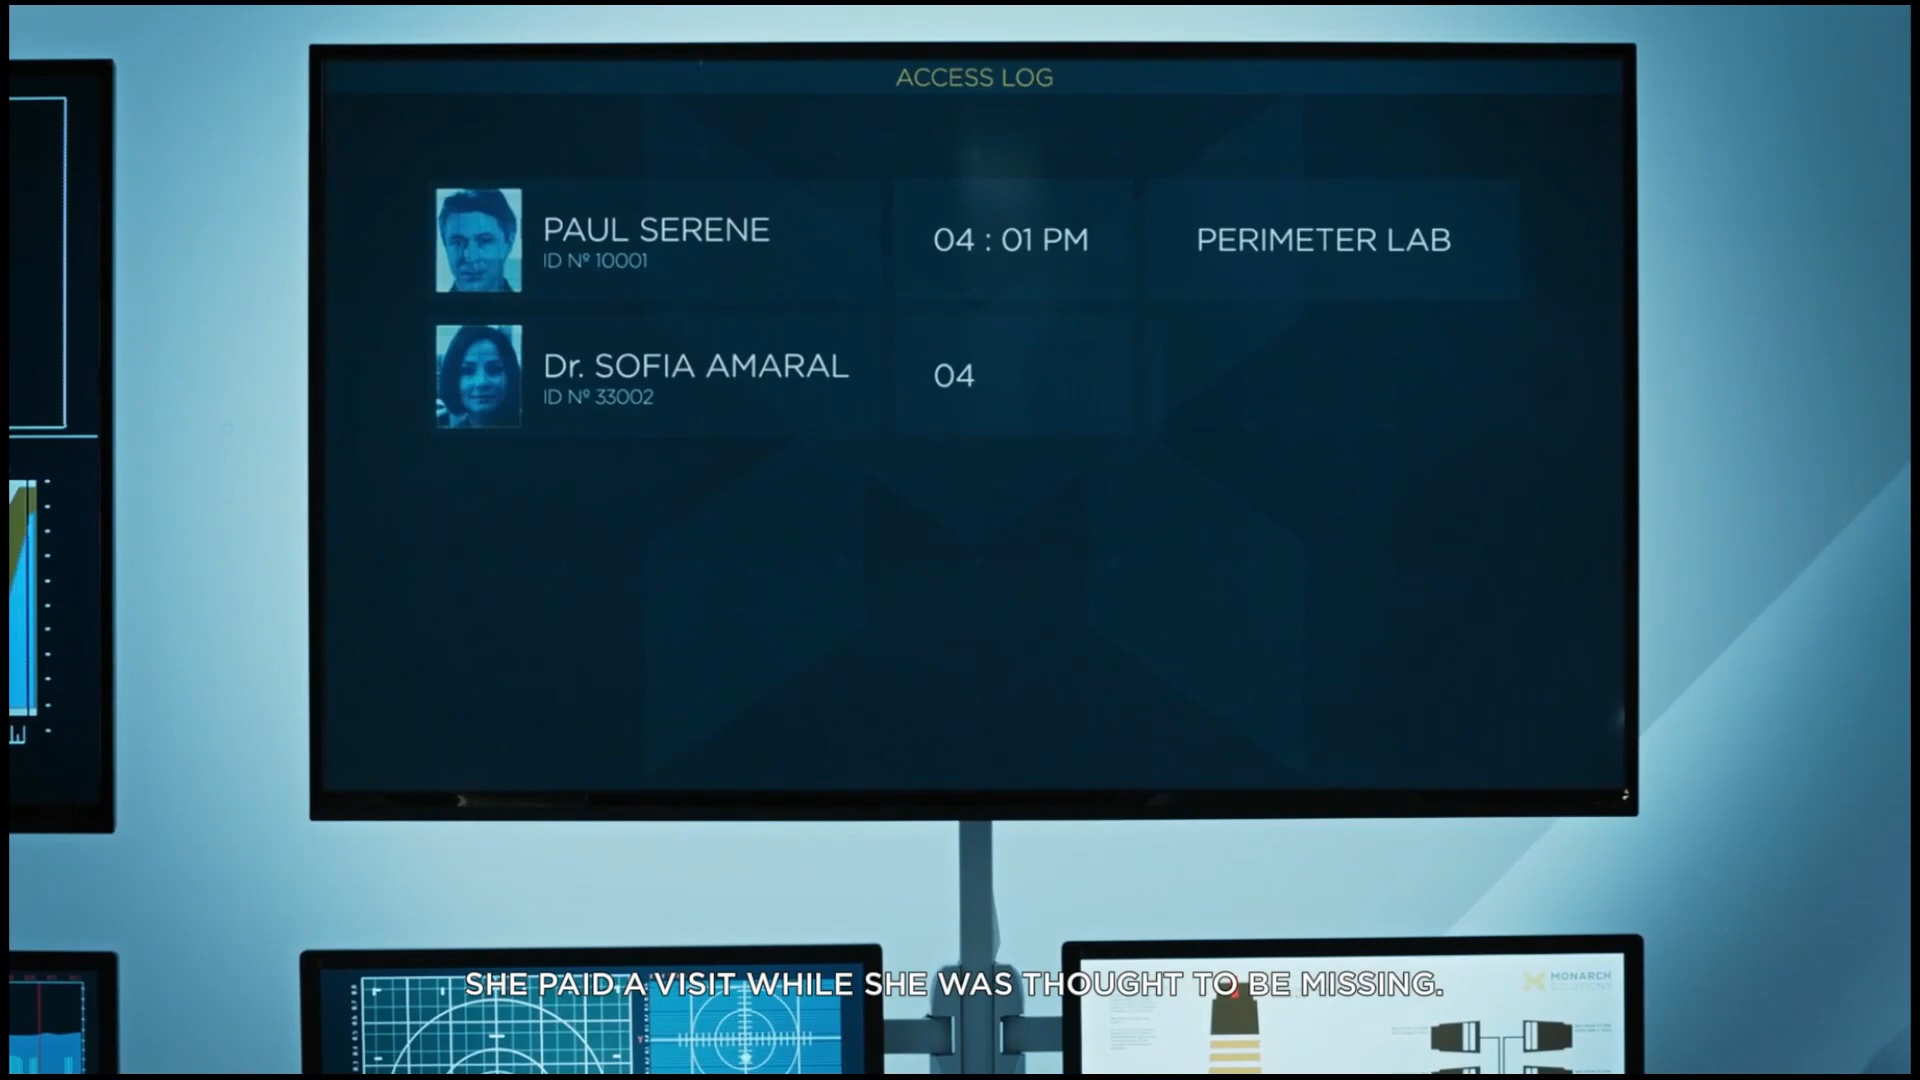 ACCESS LOG
PAUL SERENE
ID Nº 10001
04 : 01 PM
PERIMETER LAB
Dr. SOFIA AMARAL
ID Nº 33002
04
E
SHE PAID A VISIT WHILE SHE WAS THOUGHT TO BE MISSING.
MONARCH
SOLUTIONS